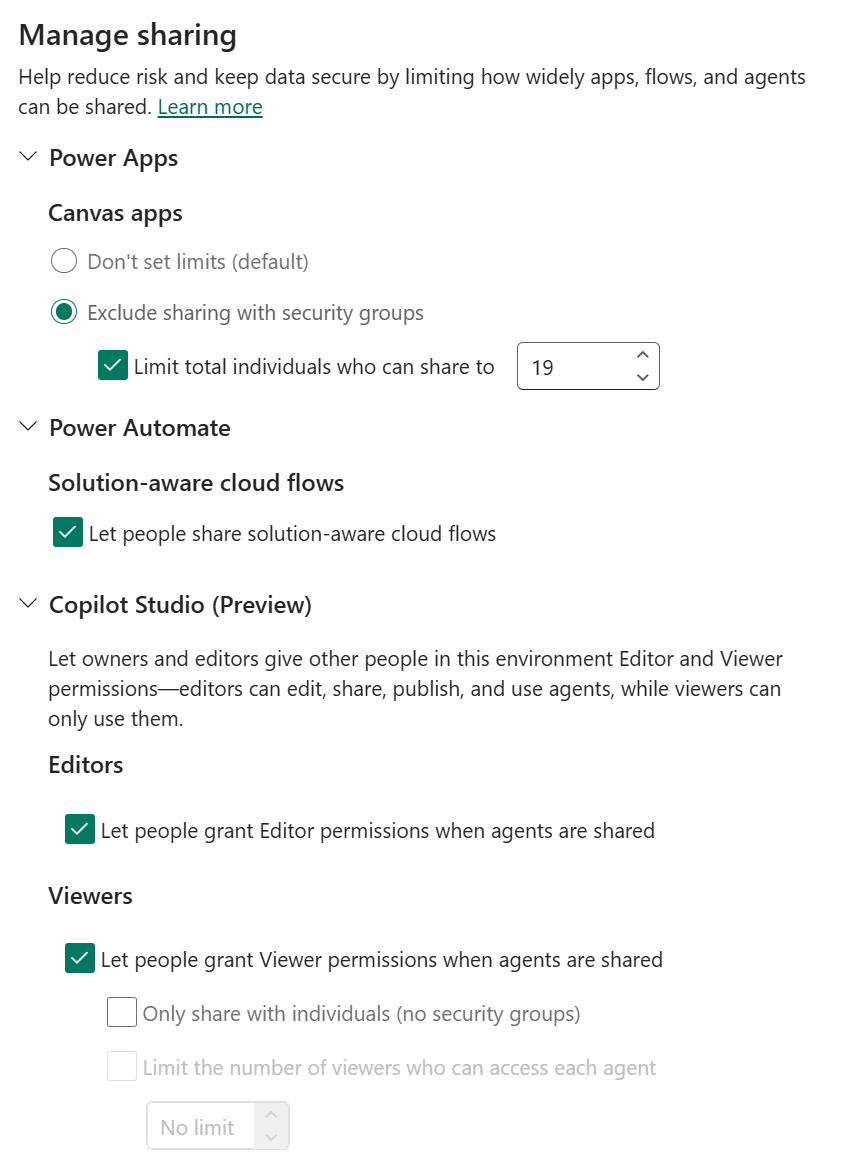 Manage sharing
Help reduce risk and keep data secure by limiting how widely apps, flows, and agents
can be shared. Learn more
Power Apps
Canvas apps
Don't set limits (default)
Exclude sharing with security groups
Limit total individuals who can share to 19
Power Automate
Solution-aware cloud flows
Let people share solution-aware cloud flows
Copilot Studio (Preview)
Let owners and editors give other people in this environment Editor and Viewer
permissions—editors can edit, share, publish, and use agents, while viewers can
only use them.
Editors
Let people grant Editor permissions when agents are shared
Viewers
Let people grant Viewer permissions when agents are shared
Only share with individuals (no security groups)
Limit the number of viewers who can access each agent
No limit